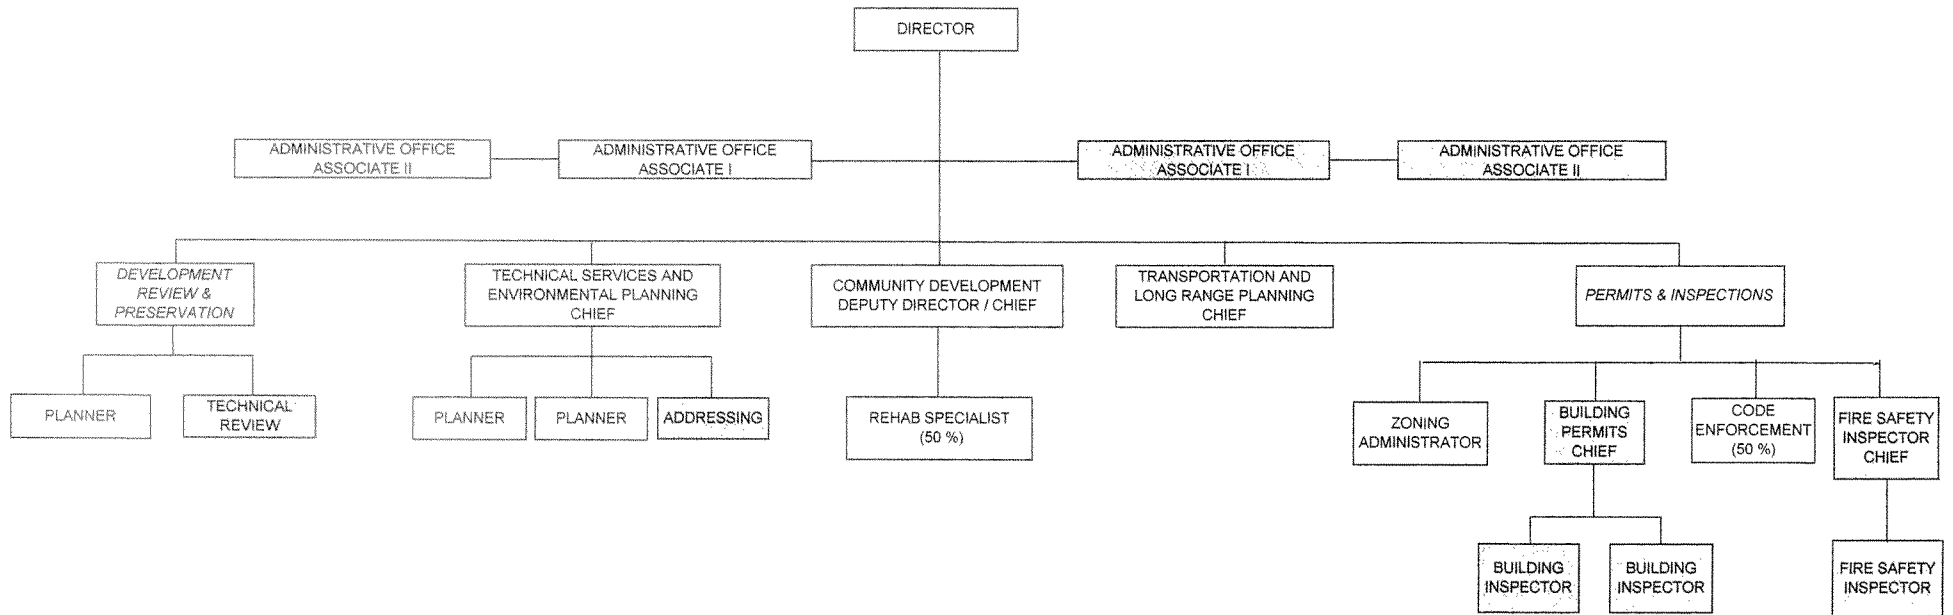 DIRECTOR
ADMINISTRATIVE OFFICE
ASSOCIATE II
ADMINISTRATIVE OFFICE
ASSOCIATE I
ADMINISTRATIVE OFFICE
ASSOCIATE I
ADMINISTRATIVE OFFICE
ASSOCIATE II
DEVELOPMENT
REVIEW &
PRESERVATION
TECHNICAL SERVICES AND
ENVIRONMENTAL PLANNING
CHIEF
COMMUNITY DEVELOPMENT
DEPUTY DIRECTOR / CHIEF
TRANSPORTATION AND
LONG RANGE PLANNING
CHIEF
PERMITS & INSPECTIONS
PLANNER
TECHNICAL
REVIEW
PLANNER
PLANNER
ADDRESSING
REHAB SPECIALIST
(50 %)
ZONING
ADMINISTRATOR
BUILDING
PERMITS
CHIEF
CODE
ENFORCEMENT
(50 %)
FIRE SAFETY
INSPECTOR
CHIEF
BUILDING
INSPECTOR
BUILDING
INSPECTOR
FIRE SAFETY
INSPECTOR